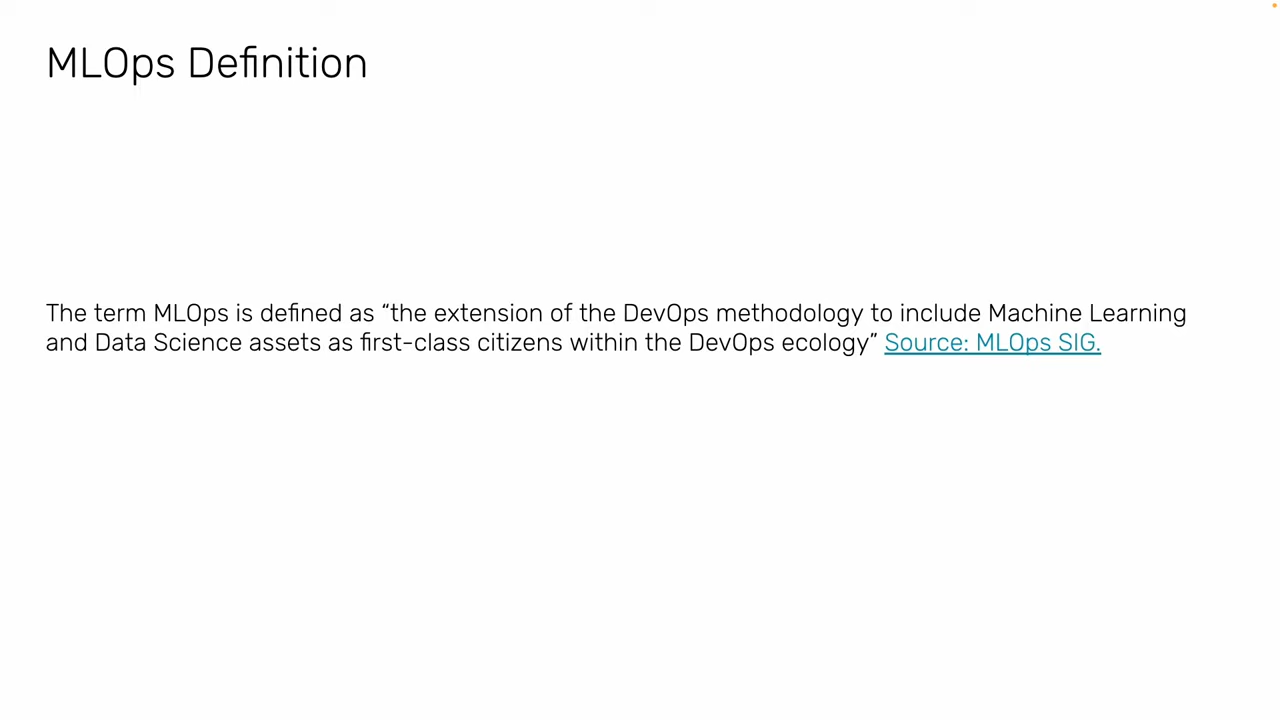 MLOps Definition
The term MLOps is defined as “the extension of the DevOps methodology to include Machine Learning
and Data Science assets as first-class citizens within the DevOps ecology” Source: MLOps SIG.